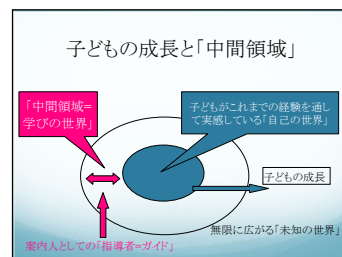 子どもの成長と「中間領域」
「中間領域=
学びの世界」
子どもがこれまでの経験を通し
て実感している「自己の世界」
子どもの成長
無限に広がる「未知の世界」
案内人としての「指導者=ガイド」